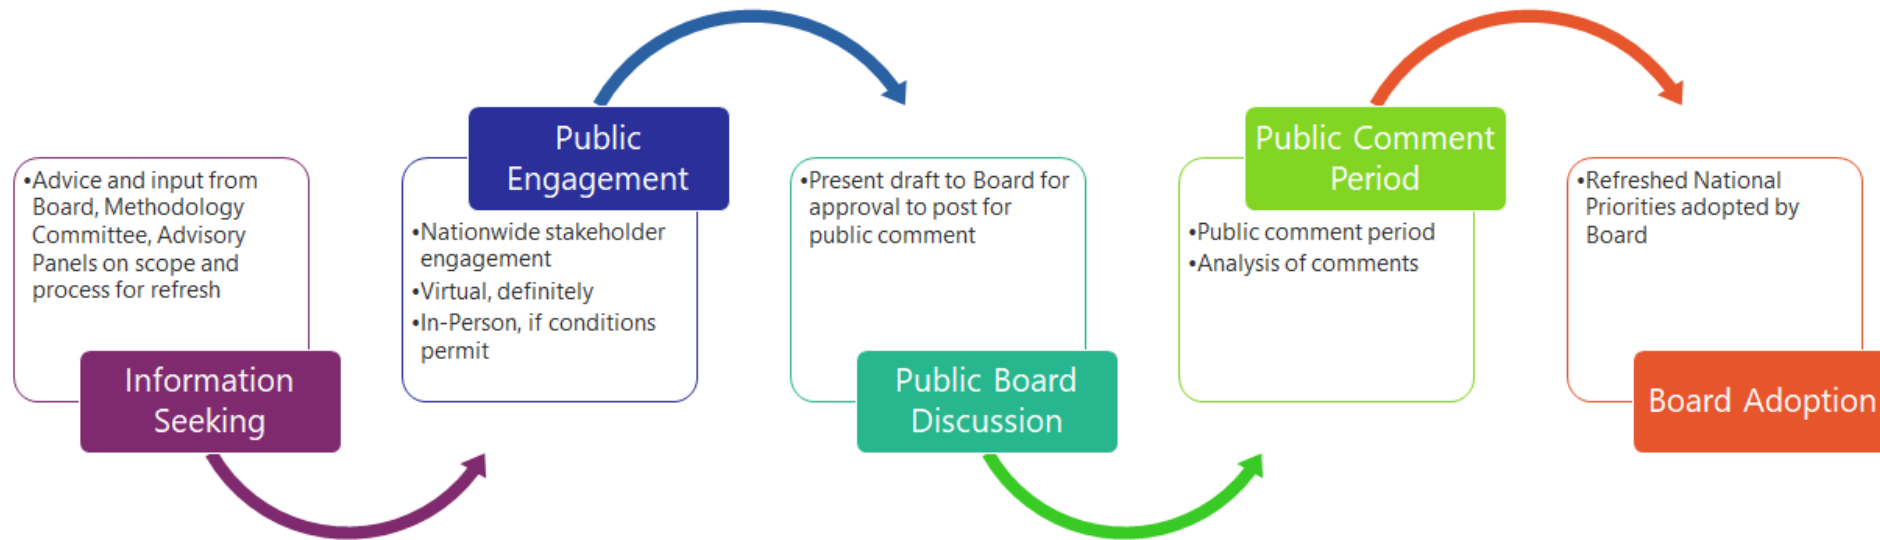 •Advice and input from
Board, Methodology
Committee, Advisory
Panels on scope and
process for refresh
Information
Seeking
Public
Engagement
•Nationwide stakeholder
engagement
•Virtual, definitely
•In-Person, if conditions
permit
•Present draft to Board for
approval to post for
public comment
Public Board
Discussion
Public Comment
Period
•Public comment period
•Analysis of comments
•Refreshed National
Priorities adopted by
Board
Board Adoption